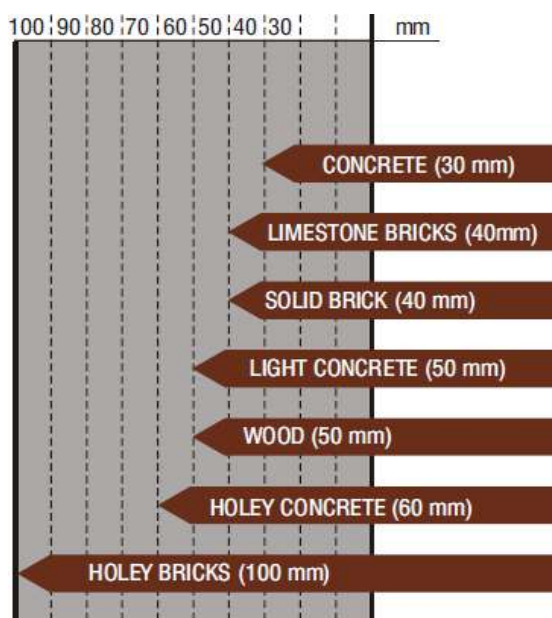 100 90 80 70 60 50 40 30 mm
CONCRETE (30 mm)
LIMESTONE BRICKS (40mm)
SOLID BRICK (40 mm)
LIGHT CONCRETE (50 mm)
WOOD (50 mm)
HOLEY CONCRETE (60 mm)
HOLEY BRICKS (100 mm)